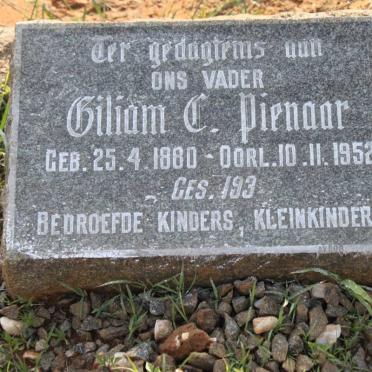 Ter gedagtems aan
ONS VADER
Giliam C. Pienaar
GEB. 25.4.1880 - OORL.10.11.1952
GES. 193
BEDROEFDE KINDERS, KLEINKINDER